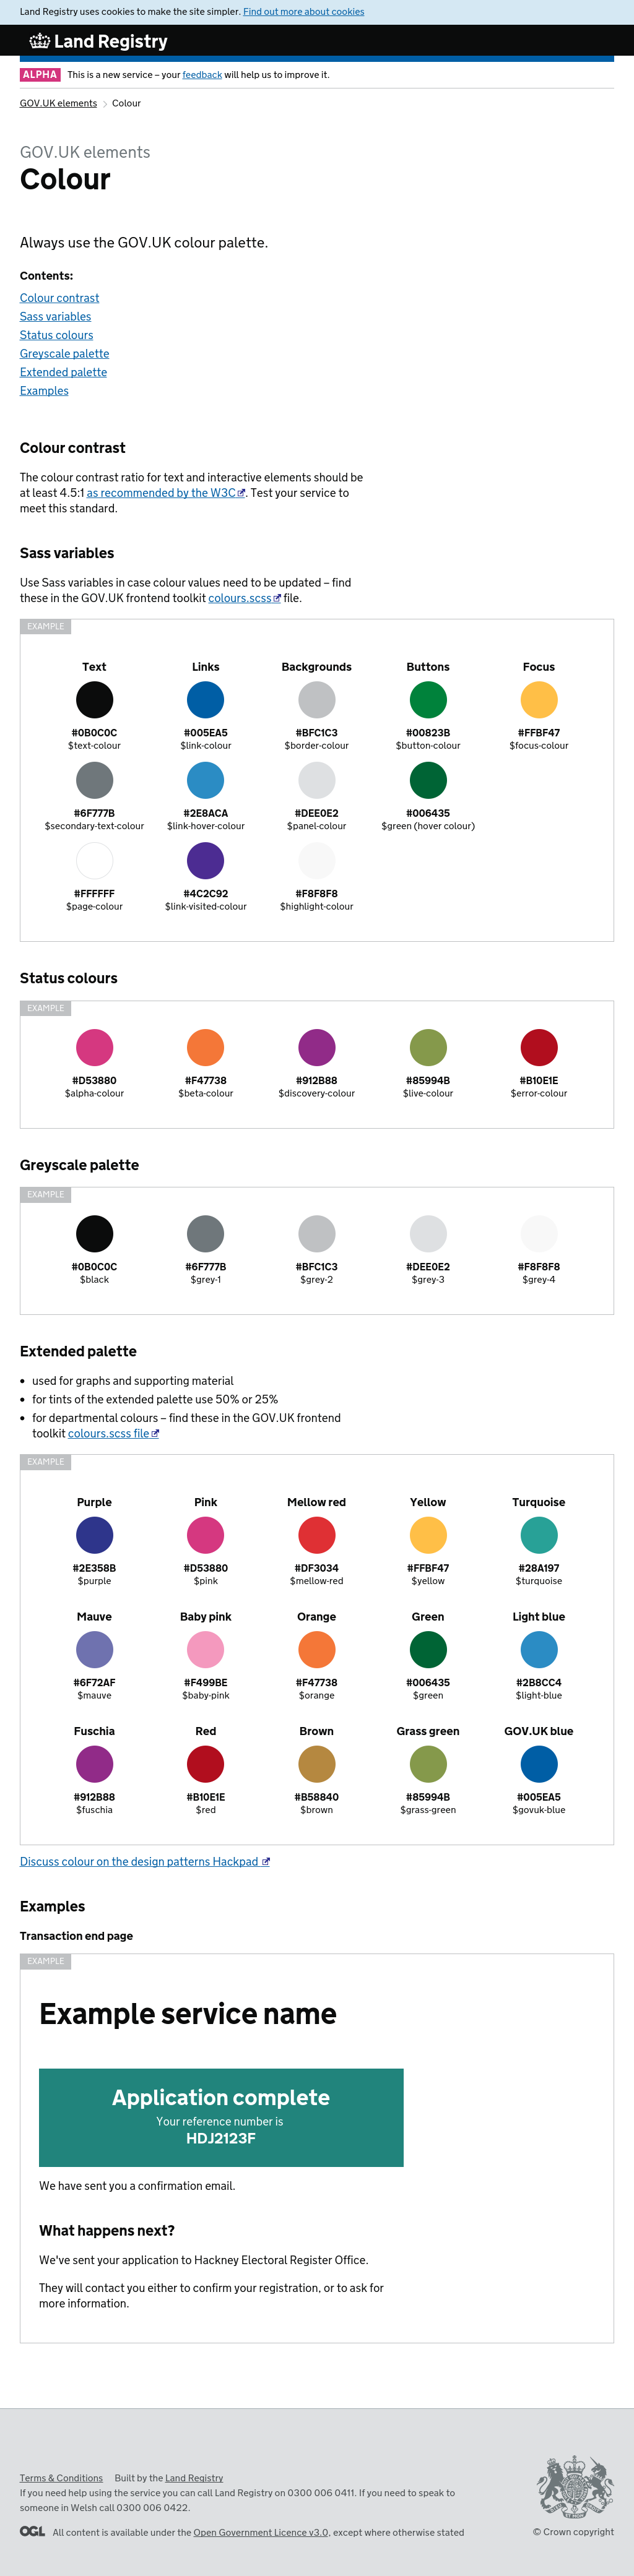 Land Registry uses cookies to make the site simpler. Find out more about cookies
Land Registry
ALPHA This is a new service – your feedback will help us to improve it.
GOV.UK elements Colour
GOV.UK elements
Colour
Always use the GOV.UK colour palette.
Contents:
Colour contrast
Sass variables
Status colours
Greyscale palette
Extended palette
Examples
Colour contrast
The colour contrast ratio for text and interactive elements should be
at least 4.5:1 as recommended by the W3C. Test your service to
meet this standard.
Sass variables
Use Sass variables in case colour values need to be updated – find
these in the GOV.UK frontend toolkit colours.scss file.
EXAMPLE
Text Links Backgrounds Buttons Focus
#0B0C0C #005EA5 #BFC1C3 #00823B #FFBF47
$text-colour $link-colour $border-colour $button-colour $focus-colour
#6F777B #2E8ACA #DEE0E2 #006435
$secondary-text-colour $link-hover-colour $panel-colour $green (hover colour)
#FFFFFF #4C2C92 #F8F8F8
$page-colour $link-visited-colour $highlight-colour
Status colours
EXAMPLE
#D53880 #F47738 #912B88 #85994B #B10E1E
$alpha-colour $beta-colour $discovery-colour $live-colour $error-colour
Greyscale palette
EXAMPLE
#0B0C0C #6F777B #BFC1C3 #DEE0E2 #F8F8F8
$black $grey-1 $grey-2 $grey-3 $grey-4
Extended palette
• used for graphs and supporting material
• for tints of the extended palette use 50% or 25%
• for departmental colours – find these in the GOV.UK frontend
toolkit colours.scss file
EXAMPLE
Purple Pink Mellow red Yellow Turquoise
#2E358B #D53880 #DF3034 #FFBF47 #28A197
$purple $pink $mellow-red $yellow $turquoise
Mauve Baby pink Orange Green Light blue
#6F72AF #F499BE #F47738 #006435 #2B8CC4
$mauve $baby-pink $orange $green $light-blue
Fuschia Red Brown Grass green GOV.UK blue
#912B88 #B10E1E #B58840 #85994B #005EA5
$fuschia $red $brown $grass-green $govuk-blue
Discuss colour on the design patterns Hackpad
Examples
Transaction end page
EXAMPLE
Example service name
Application complete
Your reference number is
HDJ2123F
We have sent you a confirmation email.
What happens next?
We've sent your application to Hackney Electoral Register Office.
They will contact you either to confirm your registration, or to ask for
more information.
Terms & Conditions Built by the Land Registry
If you need help using the service you can call Land Registry on 0300 006 0411. If you need to speak to
someone in Welsh call 0300 006 0422.
OGL All content is available under the Open Government Licence v3.0, except where otherwise stated
© Crown copyright